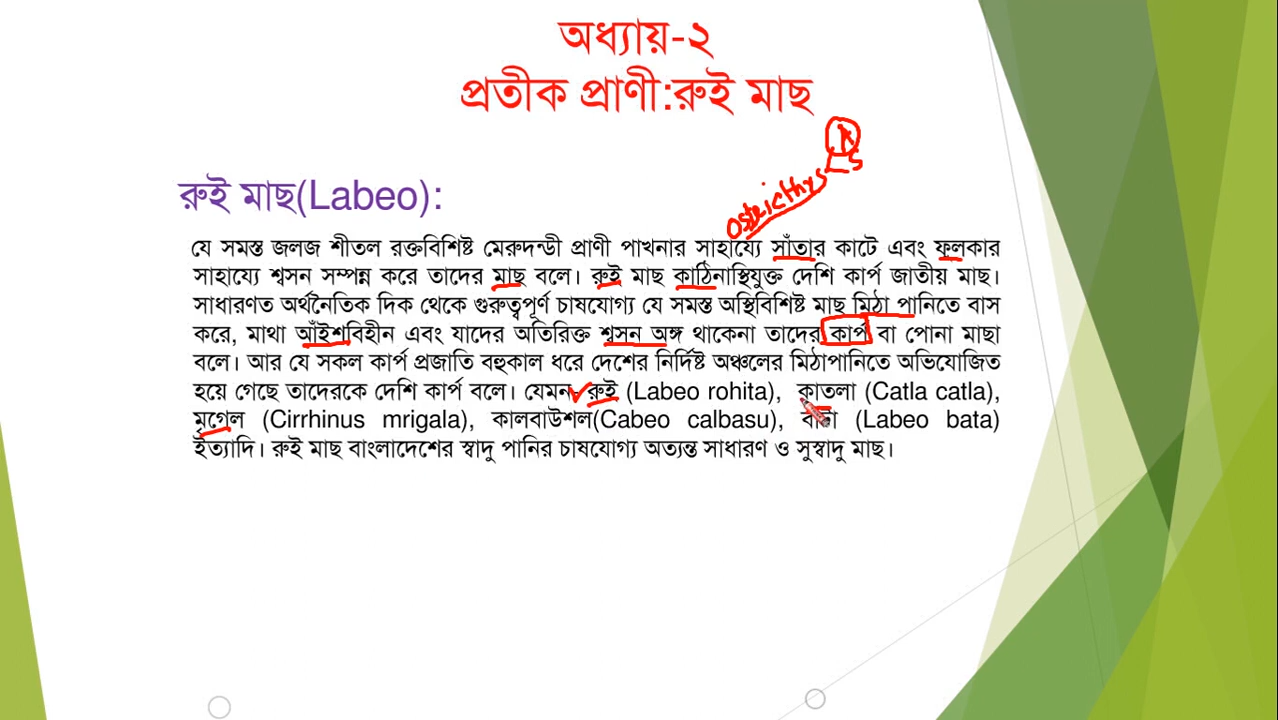 অধ্যায়-২
প্রতীক প্রাণী:রুই মাছ
রুই মাছ(Labeo):
যে সমস্ত জলজ শীতল রক্তবিশিষ্ট মেরুদন্ডী প্রাণী পাখনার সাহায্যে সাঁতার কাটে এবং ফুলকার
সাহায্যে শ্বসন সম্পন্ন করে তাদের মাছ বলে। রুই মাছ কাঠিনাস্থিযুক্ত দেশি কার্প জাতীয় মাছ।
সাধারণত অর্থনৈতিক দিক থেকে গুরুত্বপূর্ণ চাষযোগ্য যে সমস্ত অস্থিবিশিষ্ট মাছ মিঠা পানিতে বাস
করে, মাথা আঁইশবিহীন এবং যাদের অতিরিক্ত শ্বসন অঙ্গ থাকেনা তাদের কার্প বা পোনা মাছা
বলে। আর যে সকল কার্প প্রজাতি বহুকাল ধরে দেশের নির্দিষ্ট অঞ্চলের মিঠাপানিতে অভিযোজিত
হয়ে গেছে তাদেরকে দেশি কার্প বলে। যেমন- রুই (Labeo rohita), কাতলা (Catla catla),
মৃগেল (Cirrhinus mrigala), কালবাউশল(Cabeo calbasu), বাটা (Labeo bata)
ইত্যাদি। রুই মাছ বাংলাদেশের স্বাদু পানির চাষযোগ্য অত্যন্ত সাধারণ ও সুস্বাদু মাছ।